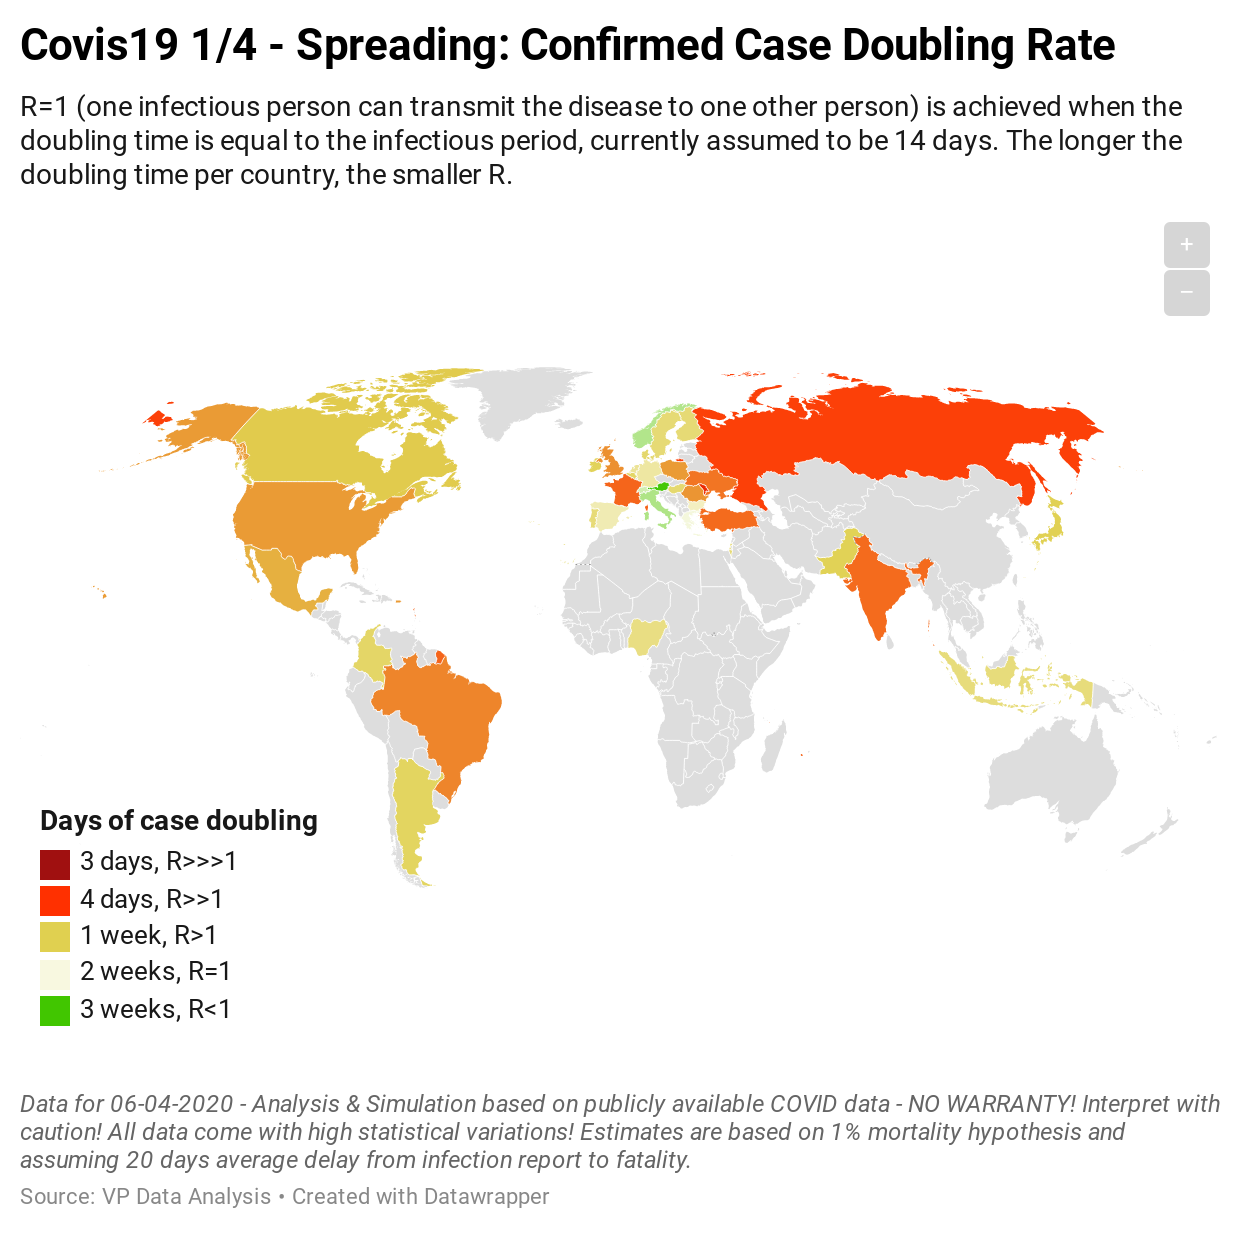 Covis19 1/4 - Spreading: Confirmed Case Doubling Rate
R=1 (one infectious person can transmit the disease to one other person) is achieved when the
doubling time is equal to the infectious period, currently assumed to be 14 days. The longer the
doubling time per country, the smaller R.
+
−
Days of case doubling
3 days, R>>>1
4 days, R>>1
1 week, R>1
2 weeks, R=1
3 weeks, R<1
Data for 06-04-2020 - Analysis & Simulation based on publicly available COVID data - NO WARRANTY! Interpret with
caution! All data come with high statistical variations! Estimates are based on 1% mortality hypothesis and
assuming 20 days average delay from infection report to fatality.
Source: VP Data Analysis • Created with Datawrapper